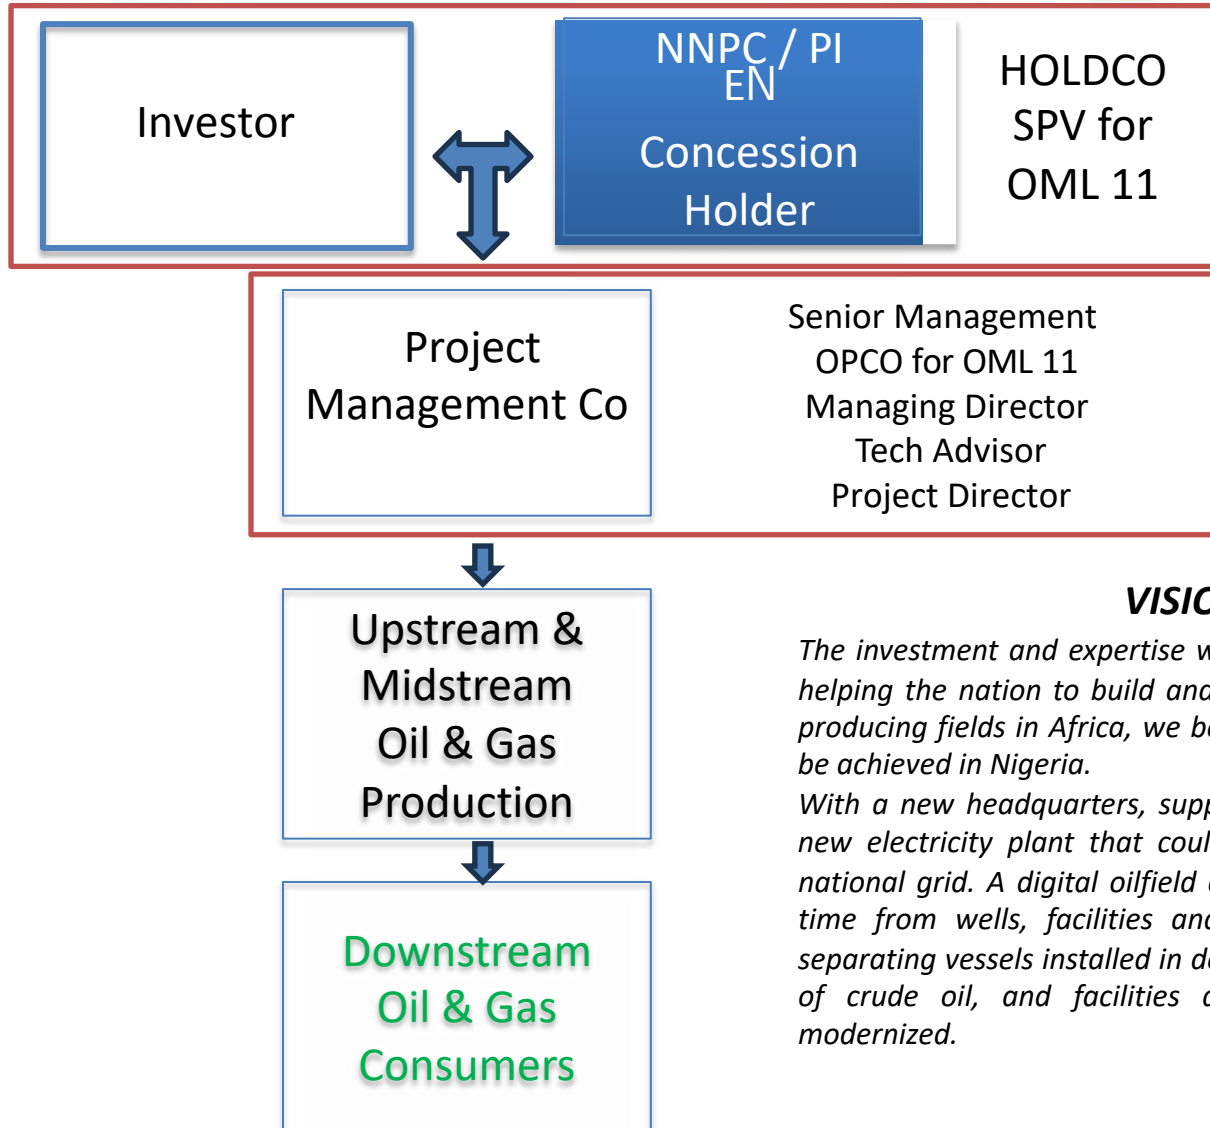 Investor
NNPC / PI
EN
Concession
Holder
HOLDCO
SPV for
OML 11
Project
Management Co
Senior Management
OPCO for OML 11
Managing Director
Tech Advisor
Project Director
Upstream &
Midstream
Oil & Gas
Production
Downstream
Oil & Gas
Consumers
The investment and expertise
helping the nation to build and
producing fields in Africa, we
be achieved in Nigeria.
With a new headquarters,
new electricity plant that
national grid. A digital oilfield
time from wells, facilities and
separating vessels installed in
of crude oil, and facilities
modernized.